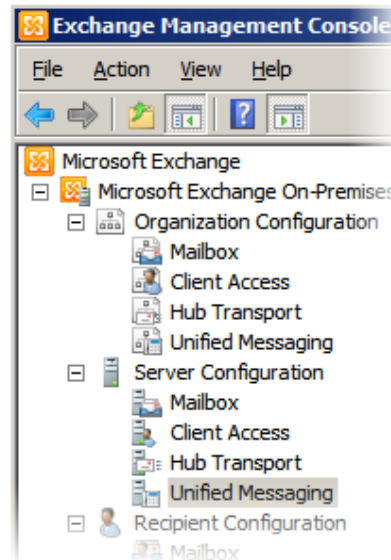 Exchange Management Console
File Action View Help
Microsoft Exchange
Microsoft Exchange On-Premises
Organization Configuration
Mailbox
Client Access
Hub Transport
Unified Messaging
Server Configuration
Mailbox
Client Access
Hub Transport
Unified Messaging
Recipient Configuration
Mailbox